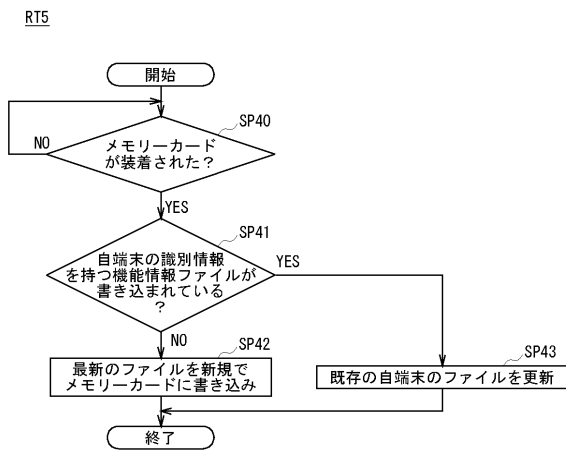 RT5
開始
SP40
メモリーカード
が装着された？
NO
YES
SP41
自端末の識別情報
を持つ機能情報ファイルが
書き込まれている
？
YES
NO
SP42
最新のファイルを新規で
メモリーカードに書き込み
SP43
既存の自端末のファイルを更新
終了